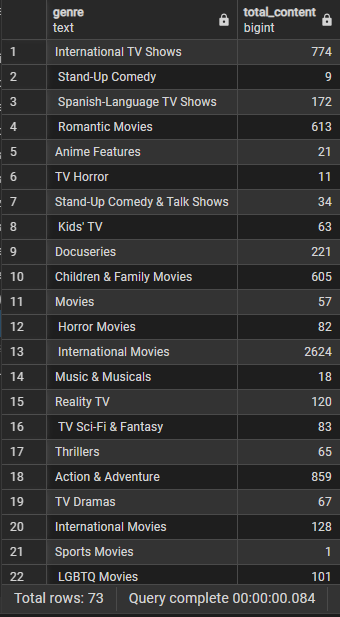 genre total_content
text bigint
1 International TV Shows 774
2 Stand-Up Comedy 9
3 Spanish-Language TV Shows 172
4 Romantic Movies 613
5 Anime Features 21
6 TV Horror 11
7 Stand-Up Comedy & Talk Shows 34
8 Kids' TV 63
9 Docuseries 221
10 Children & Family Movies 605
11 Movies 57
12 Horror Movies 82
13 International Movies 2624
14 Music & Musicals 18
15 Reality TV 120
16 TV Sci-Fi & Fantasy 83
17 Thrillers 65
18 Action & Adventure 859
19 TV Dramas 67
20 International Movies 128
21 Sports Movies 1
22 LGBTQ Movies 101
Total rows: 73 Query complete 00:00:00.084